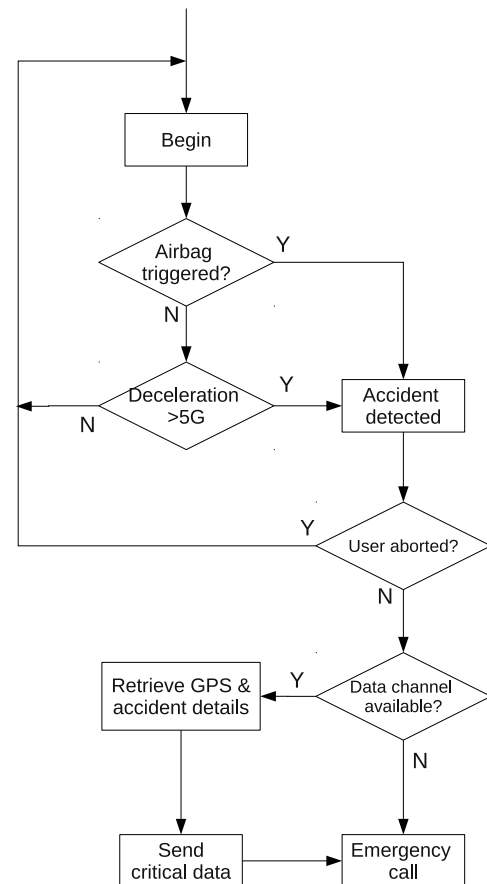 Begin
Airbag
triggered?
Y
N
Deceleration
>5G
Y
N
Accident
detected
User aborted?
Y
N
Data channel
available?
Y
N
Retrieve GPS &
accident details
Send
critical data
Emergency
call